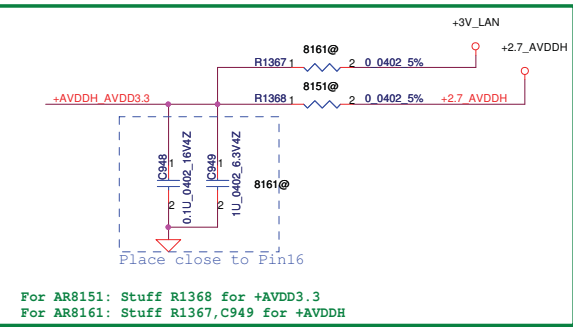 +3V_LAN
+2.7_AVDDH
8161@
R1367 1 2 0_0402_5%
8151@
+AVDDH_AVDD3.3 R1368 1 2 0_0402_5% +2.7_AVDDH
C948 1 2 0.1U_0402_16V4Z
C949 1 2 1U_0402_6.3V4Z
8161@
Place close to Pin16
For AR8151: Stuff R1368 for +AVDD3.3
For AR8161: Stuff R1367,C949 for +AVDDH